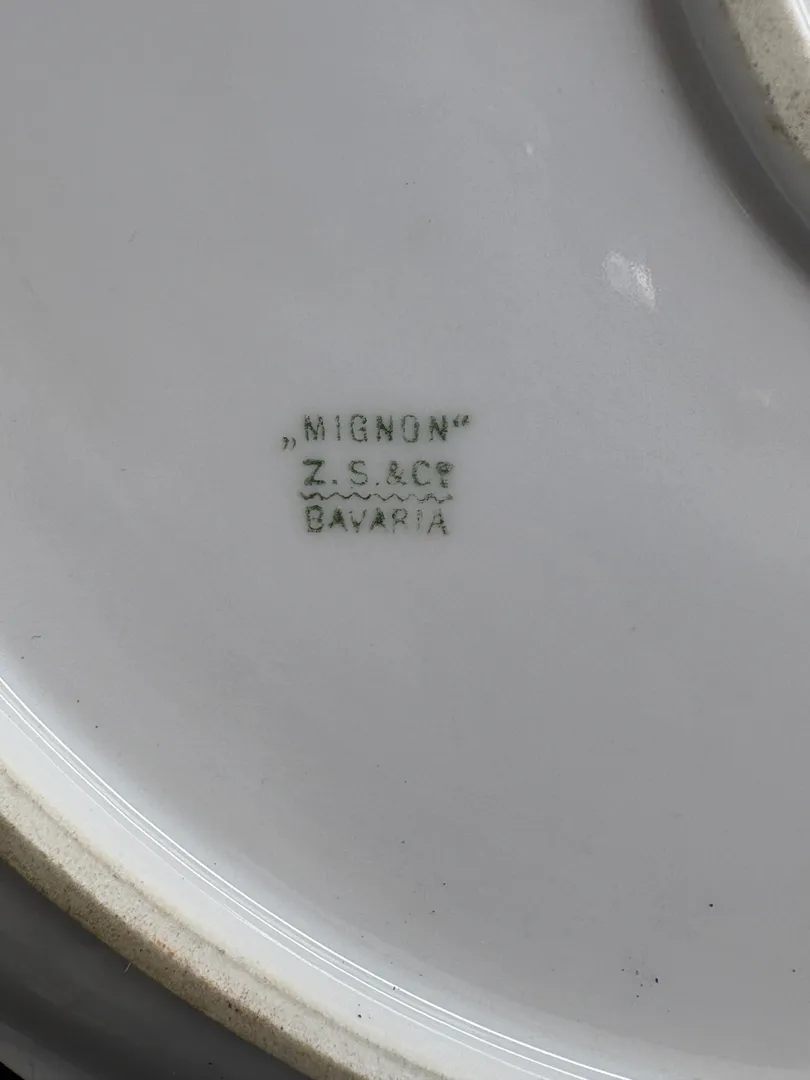 „MIGNON“
Z. S. & Co
BAVARIA